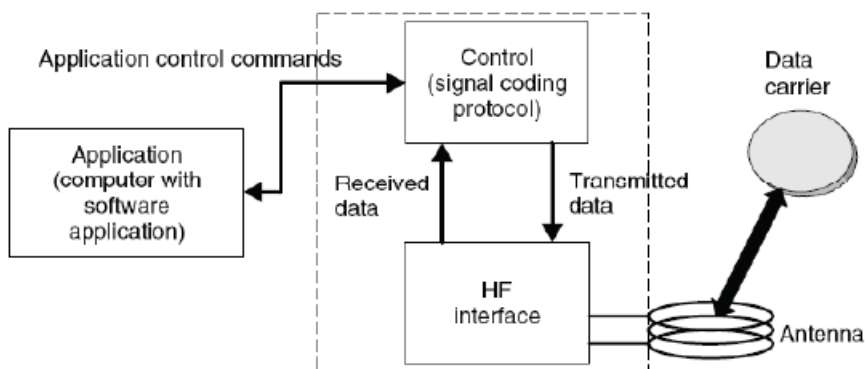 Application control commands
Control
(signal coding
protocol)
Data
carrier
Application
(computer with
software
application)
Received
data
Transmitted
data
HF
interface
Antenna